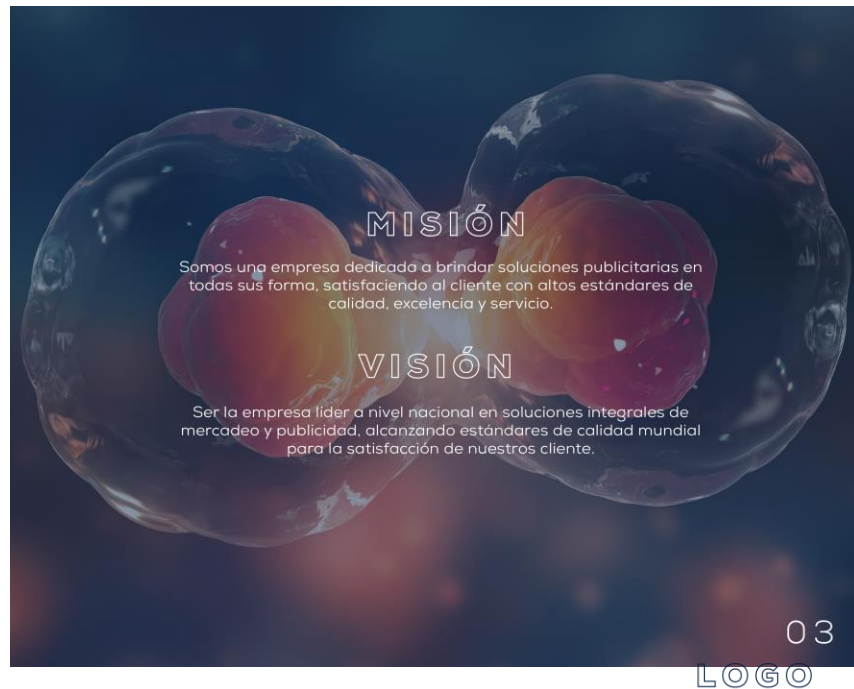 MISIÓN
Somos una empresa dedicada a brindar soluciones publicitarias en
todas sus forma, satisfaciendo al cliente con altos estándares de
calidad, excelencia y servicio.
VISIÓN
Ser la empresa líder a nivel nacional en soluciones integrales de
mercadeo y publicidad, alcanzando estándares de calidad mundial
para la satisfacción de nuestros cliente.
03
LOGO